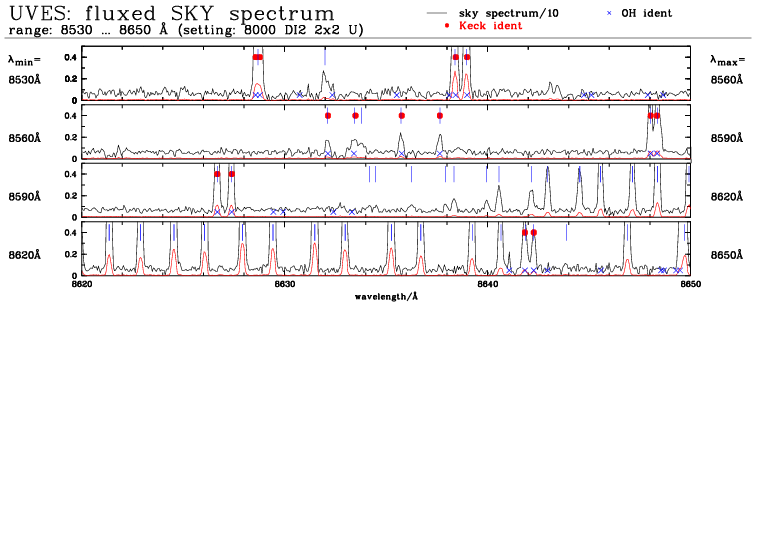 UVES: fluxed SKY spectrum
range: 8530 ... 8650 Å (setting: 8000 DI2 2x2 U)
sky spectrum/10
× OH ident
Keck ident
λmin=
λmax=
8530Å
0.4
0.2
0
8560Å
8560Å
0.4
0.2
0
8590Å
8590Å
0.4
0.2
0
8620Å
8620Å
0.4
0.2
0
8650Å
8620
8630
8640
8650
wavelength/Å